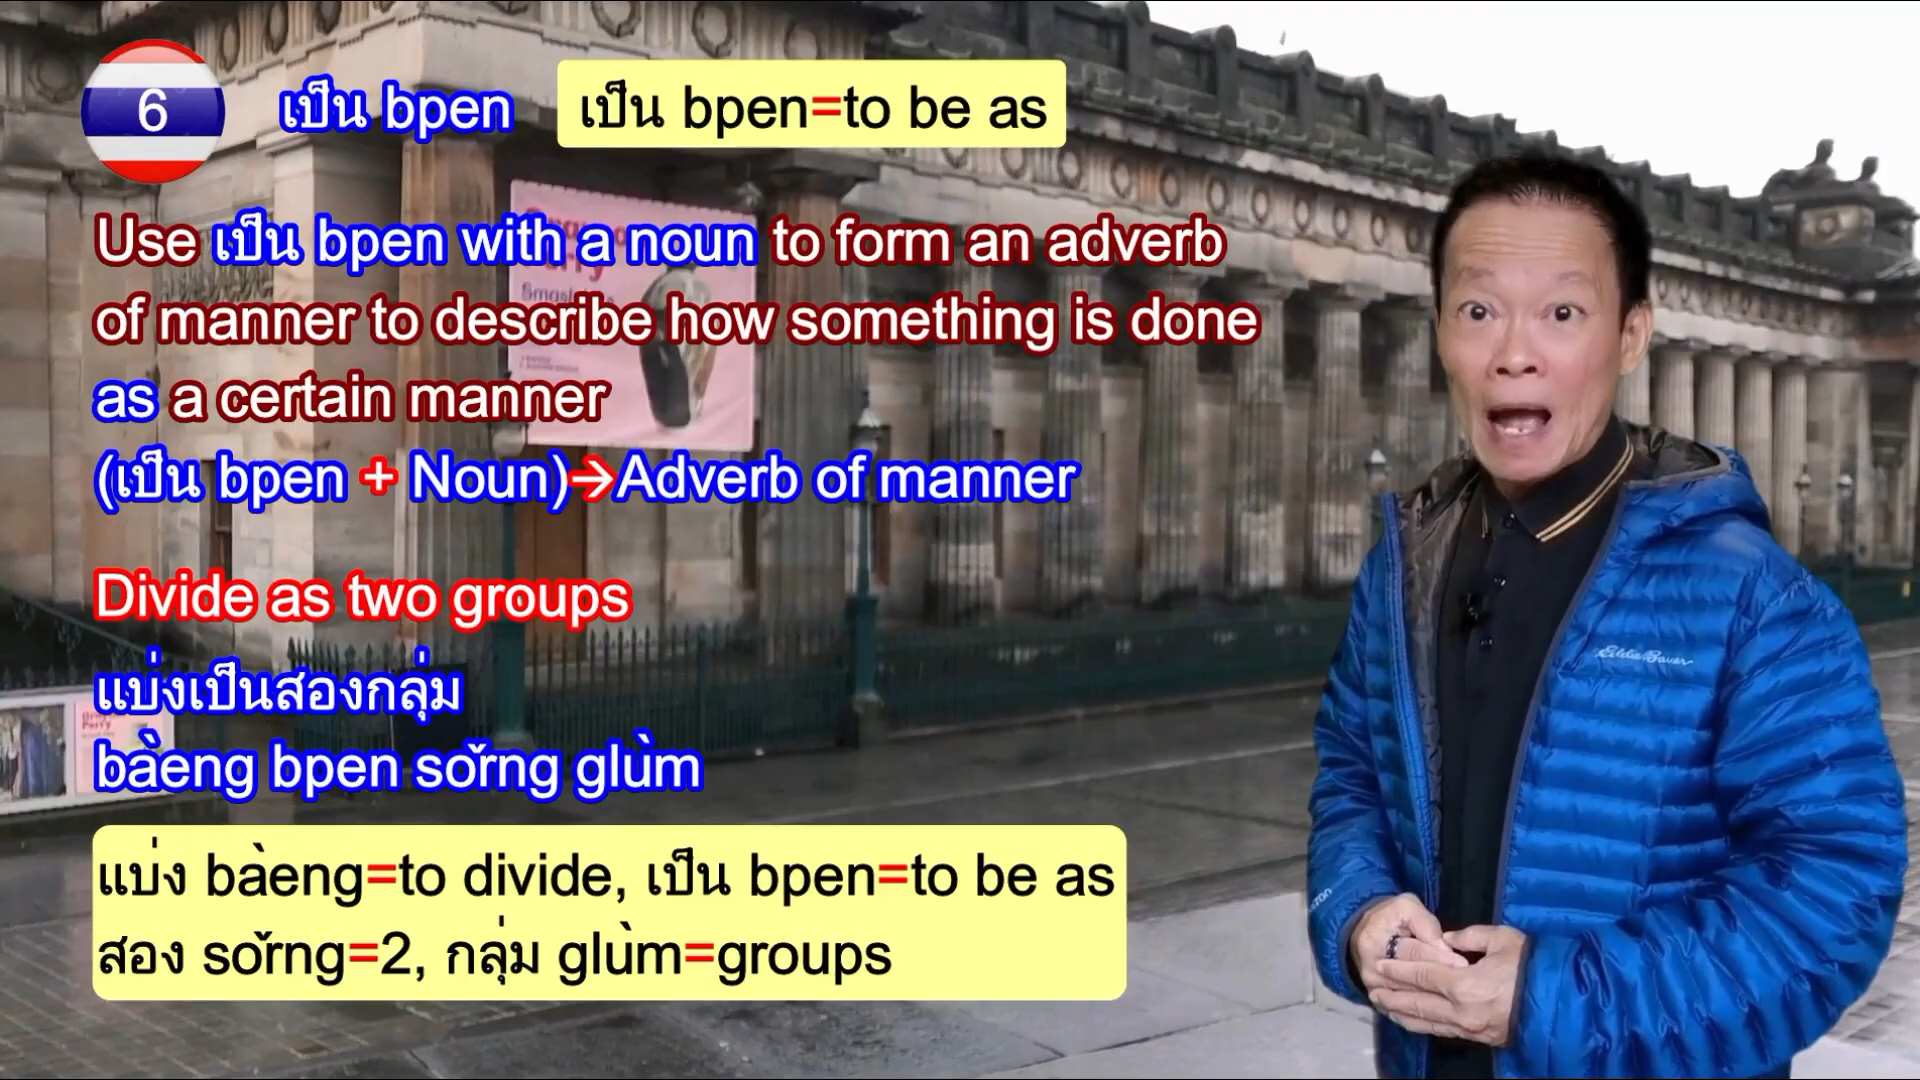 6
เป็น bpen
เป็น bpen=to be as
Use เป็น bpen with a noun to form an adverb
of manner to describe how something is done
as a certain manner
(เป็น bpen + Noun)→Adverb of manner
Divide as two groups
แบ่งเป็นสองกลุ่ม
bàeng bpen sǒrng glùm
แบ่ง bàeng=to divide, เป็น bpen=to be as
สอง sǒrng=2, กลุ่ม glùm=groups
Eddie Bauer